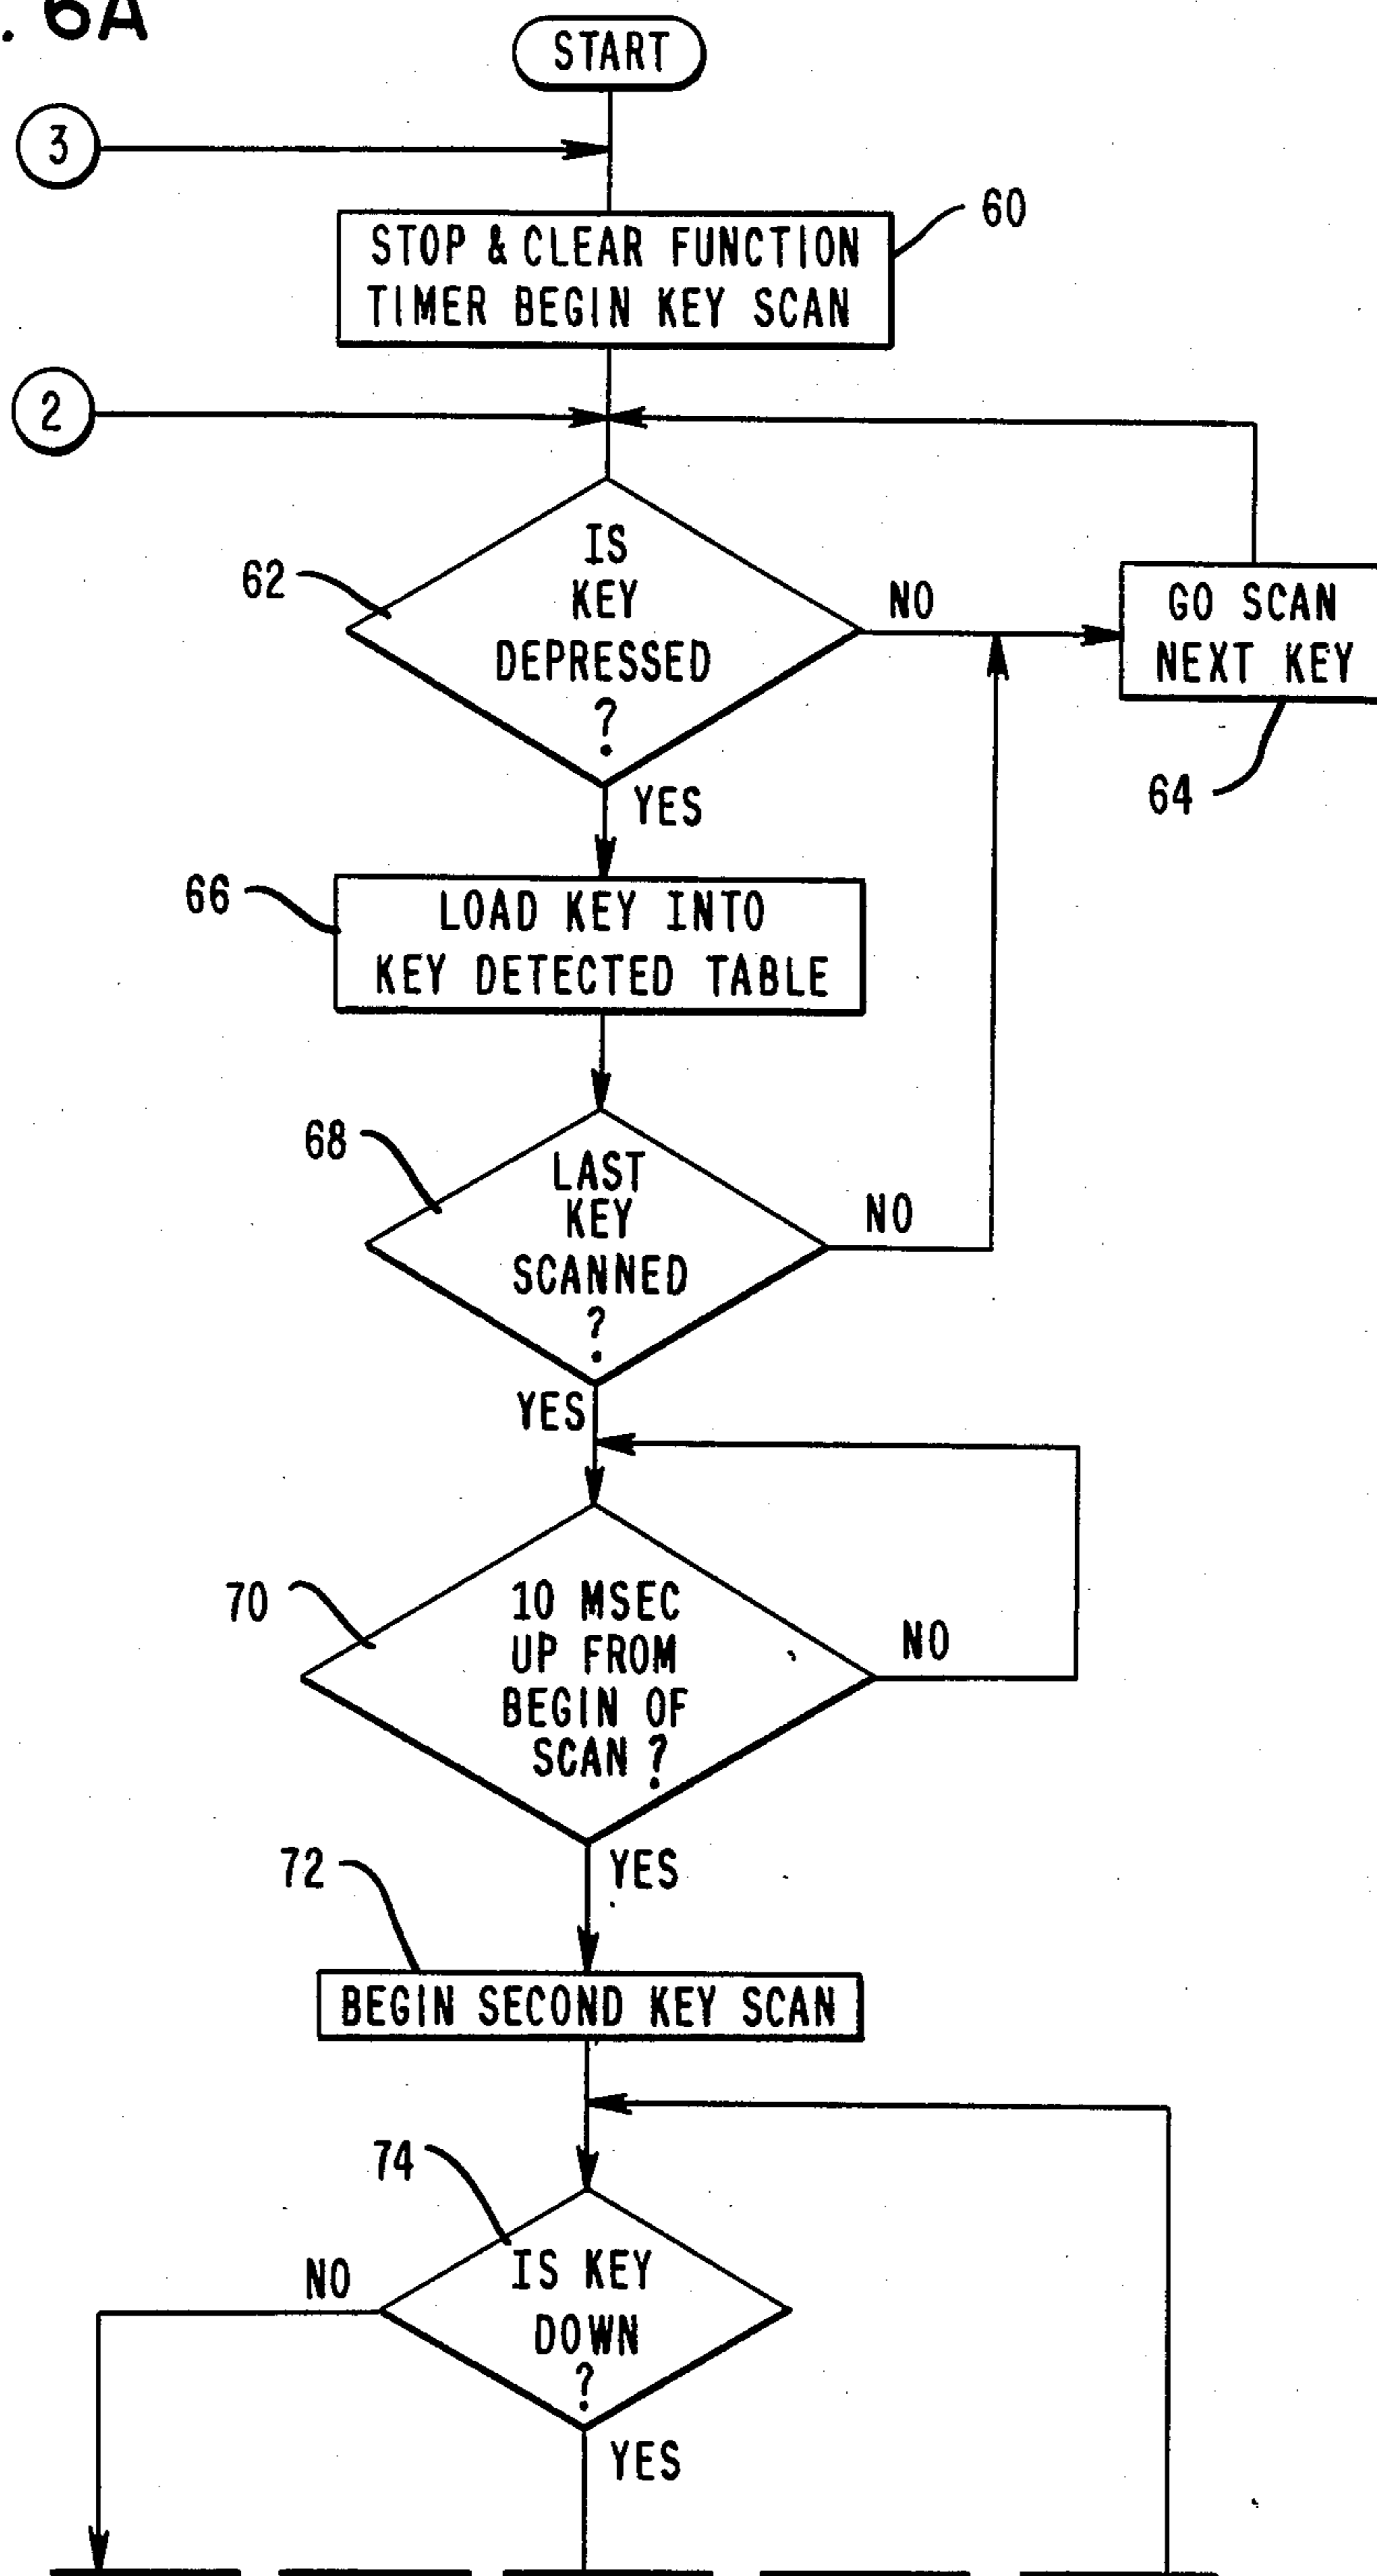 . 6A
START
3
60
STOP & CLEAR FUNCTION
TIMER BEGIN KEY SCAN
2
IS
KEY
DEPRESSED
?
62
NO
GO SCAN
NEXT KEY
64
YES
66
LOAD KEY INTO
KEY DETECTED TABLE
68
LAST
KEY
SCANNED
?
NO
YES
70
10 MSEC
UP FROM
BEGIN OF
SCAN ?
NO
YES
72
BEGIN SECOND KEY SCAN
74
IS KEY
DOWN
?
NO
YES